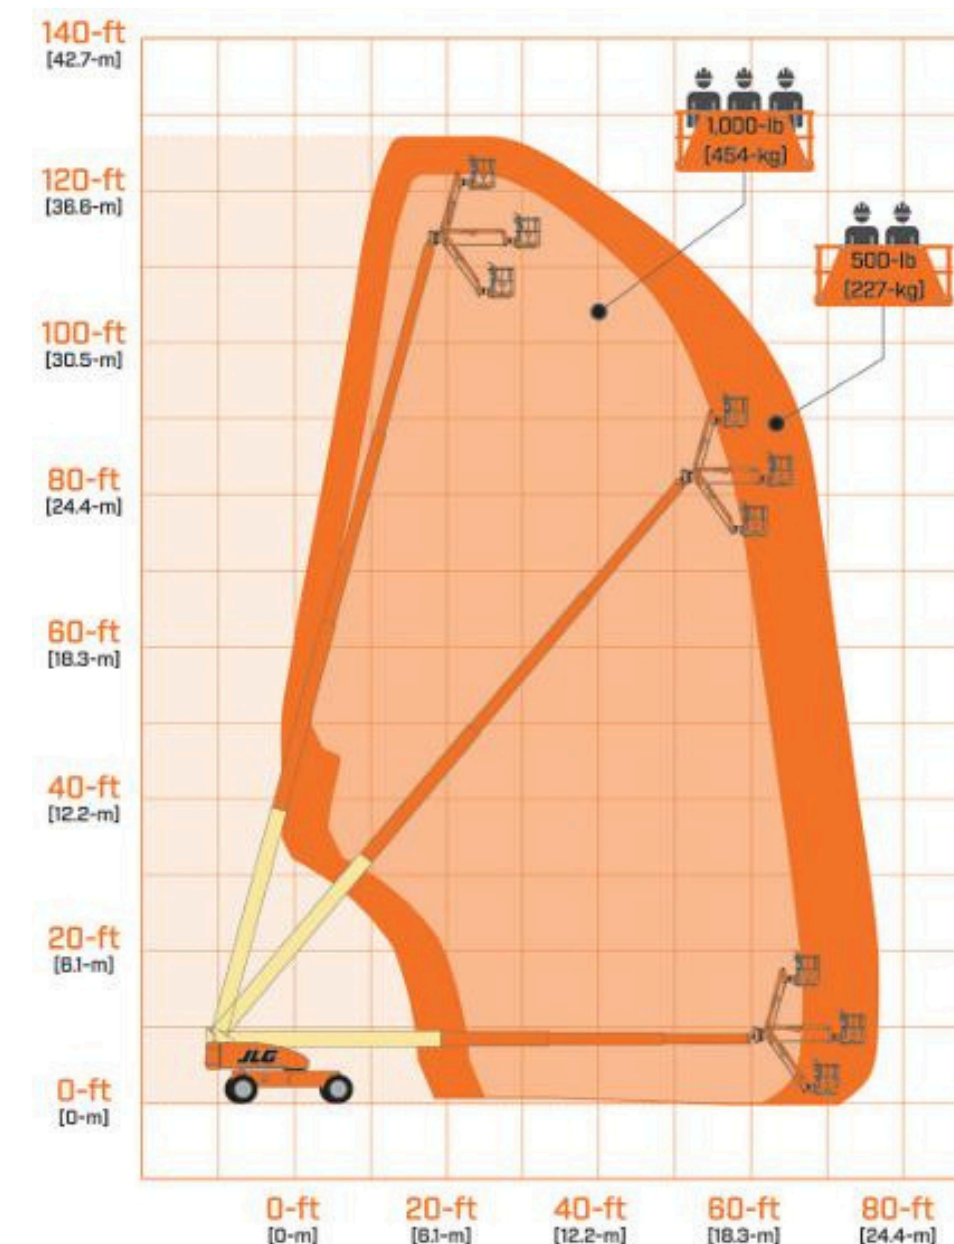 140-ft
[42.7-m]
1,000-lb
[454-kg]
120-ft
[36.6-m]
500-lb
[227-kg]
100-ft
[30.5-m]
80-ft
[24.4-m]
60-ft
[18.3-m]
40-ft
[12.2-m]
20-ft
[6.1-m]
JLG
0-ft
[0-m]
0-ft 20-ft 40-ft 60-ft 80-ft
[0-m] [6.1-m] [12.2-m] [18.3-m] [24.4-m]